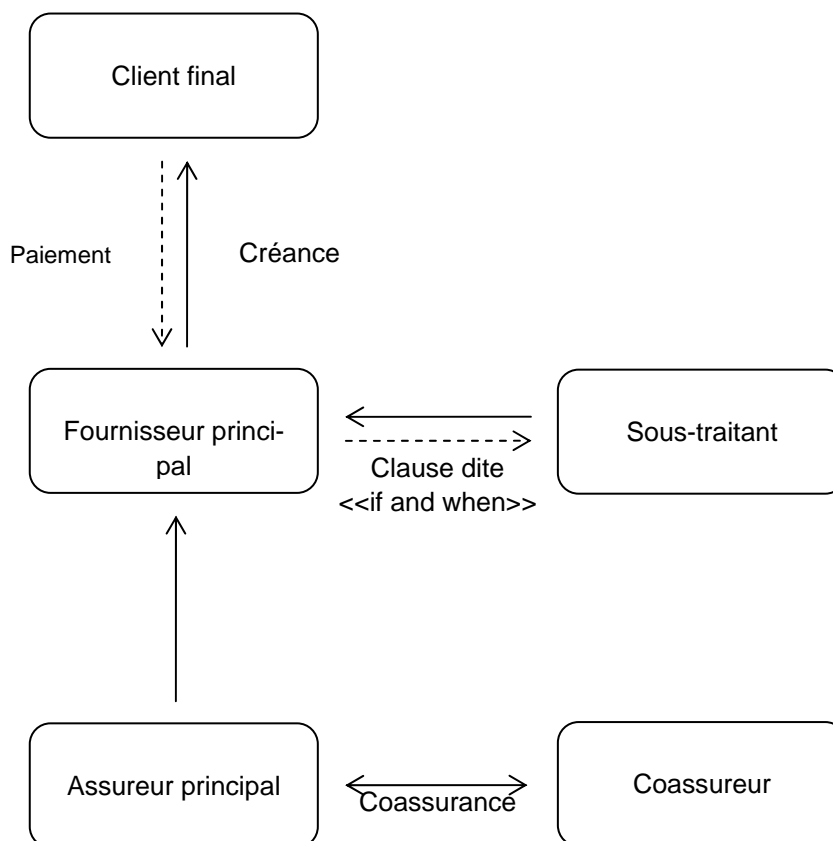 Client final
Paiement
Créance
Fournisseur princi-
pal
Sous-traitant
Clause dite
<<if and when>>
Assureur principal
Coassureur
Coassurance